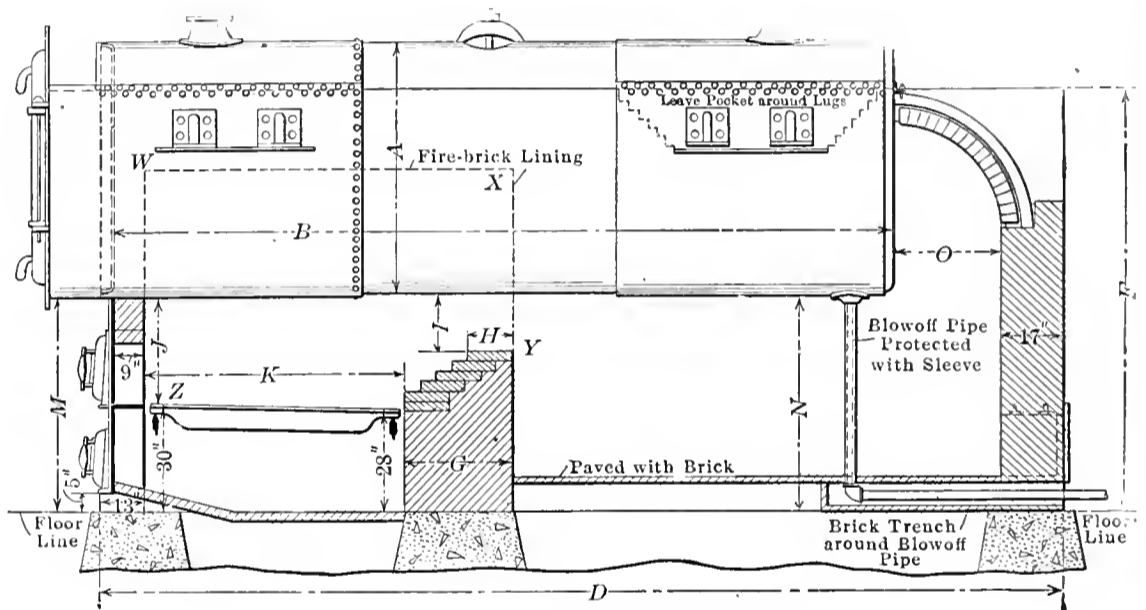 Leave Pocket around Lugs
W
A
Fire-brick Lining
X
B
O
I
H
Y
J
9"
K
Z
M
N
Blowoff Pipe
Protected
with Sleeve
17"
30"
28"
G
Paved with Brick
5"
13"
Floor
Line
Brick Trench
around Blowoff
Pipe
Floor
Line
D